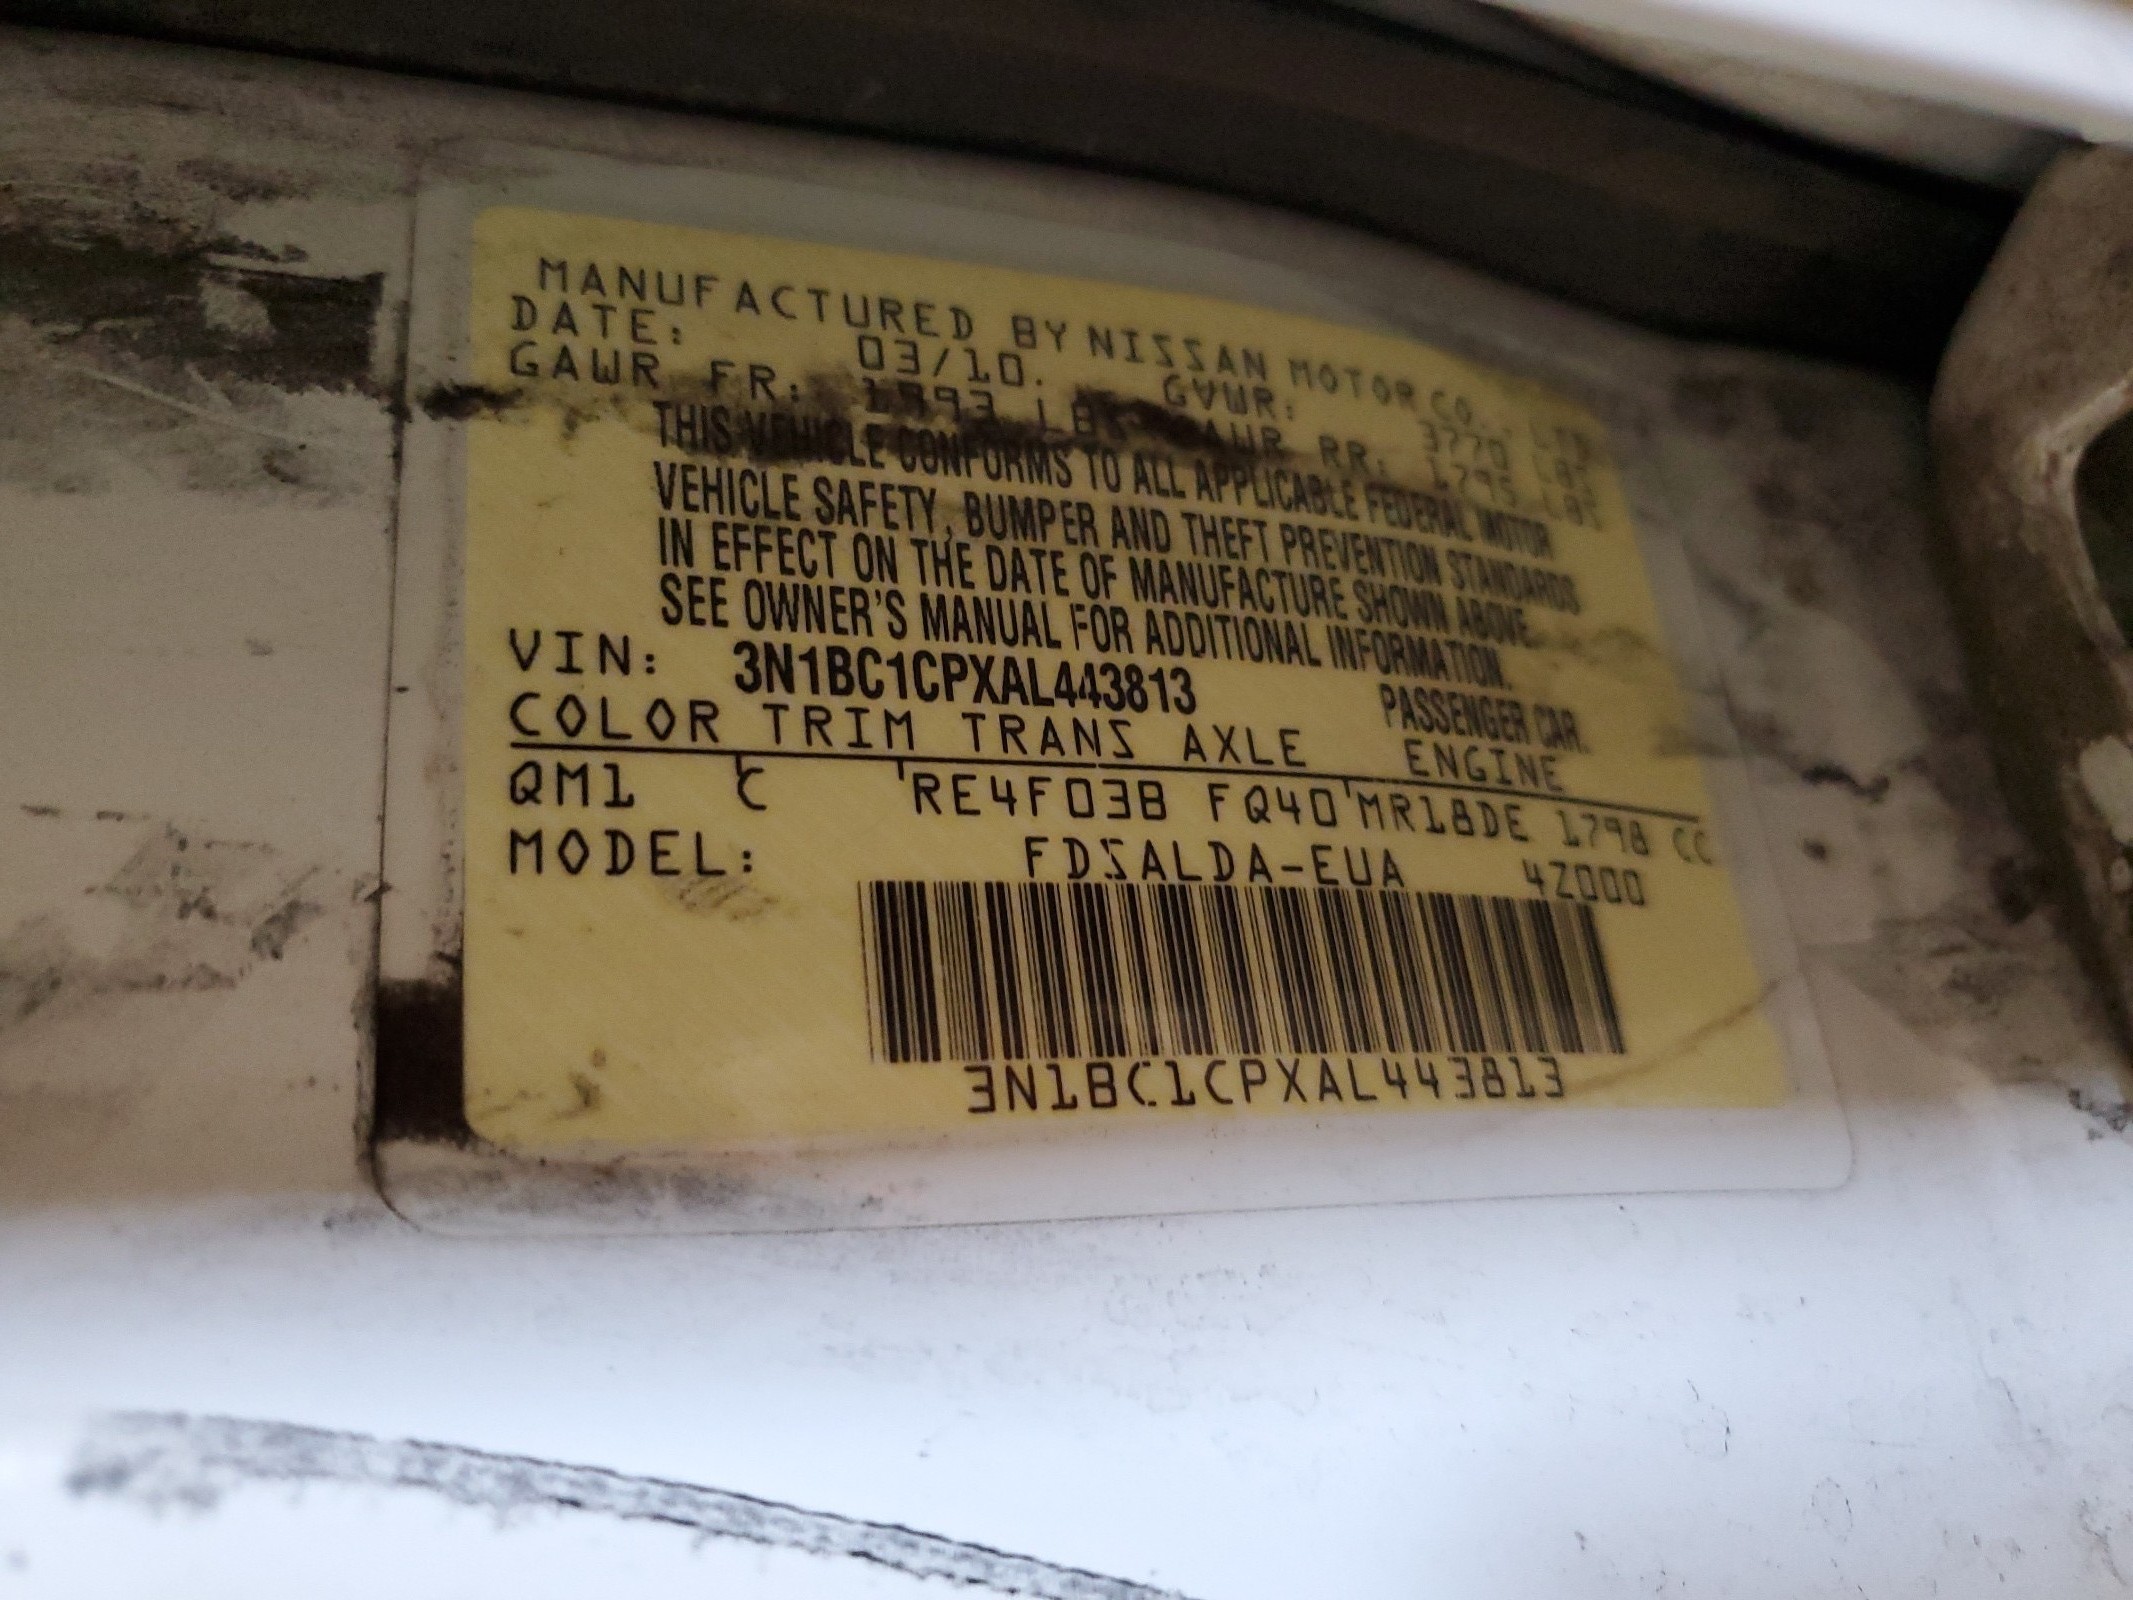 MANUFACTURED BY NISSAN MOTOR CO., LTD
DATE: 03/10. GVWR: 3770 LBS
GAWR FR: 1993 LBS GAWR RR: 1795 LBS
THIS VEHICLE CONFORMS TO ALL APPLICABLE FEDERAL MOTOR
VEHICLE SAFETY, BUMPER AND THEFT PREVENTION STANDARDS
IN EFFECT ON THE DATE OF MANUFACTURE SHOWN ABOVE.
SEE OWNER'S MANUAL FOR ADDITIONAL INFORMATION.
VIN: 3N1BC1CPXAL443813 PASSENGER CAR.
COLOR TRIM TRANS AXLE ENGINE
QM1 C RE4F03B FQ40 MR18DE 1798 CC
MODEL: FDSALDA-EUA 4Z000
3N1BC1CPXAL443813